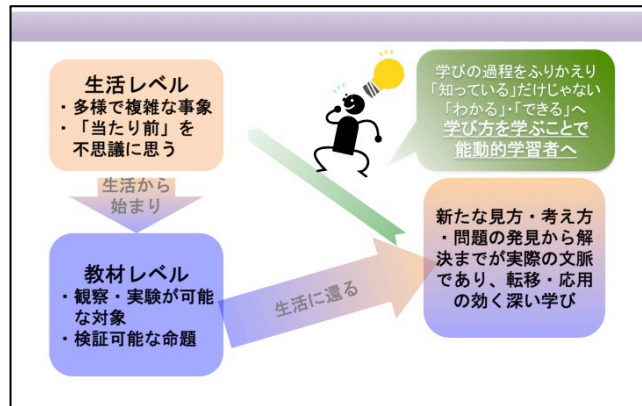 生活レベル
・多様で複雑な事象
・「当たり前」を
不思議に思う
生活から
始まり
教材レベル
・観察・実験が可能
な対象
・検証可能な命題
生活に還る
学びの過程をふりかえり
「知っている」だけじゃない
「わかる」・「できる」へ
学び方を学ぶことで
能動的学習者へ
新たな見方・考え方
・問題の発見から解
決までが実際の文脈
であり、転移・応用
の効く深い学び